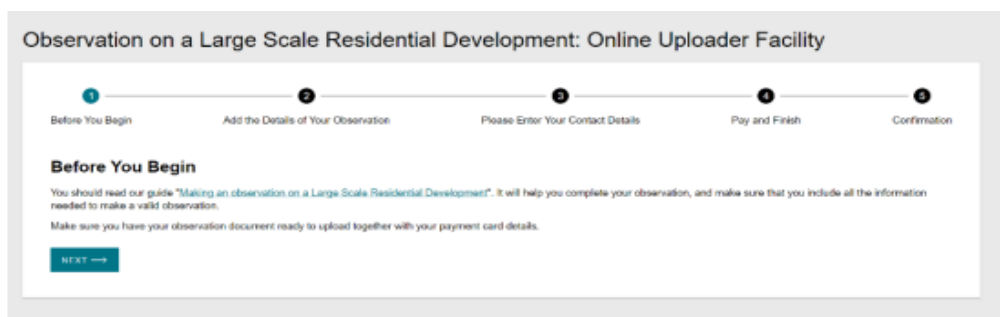 Observation on a Large Scale Residential Development: Online Uploader Facility
1 2 3 4 5
Before You Begin Add the Details of Your Observation Please Enter Your Contact Details Pay and Finish Confirmation
Before You Begin
You should read our guide "Making an observation on a Large Scale Residential Development". It will help you complete your observation, and make sure that you include all the information
needed to make a valid observation.
Make sure you have your observation document ready to upload together with your payment card details.
NEXT →